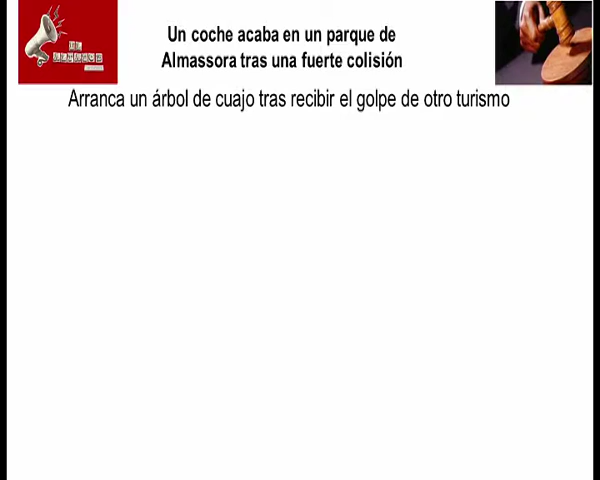 Un coche acaba en un parque de
Almassora tras una fuerte colisión
Arranca un árbol de cuajo tras recibir el golpe de otro turismo